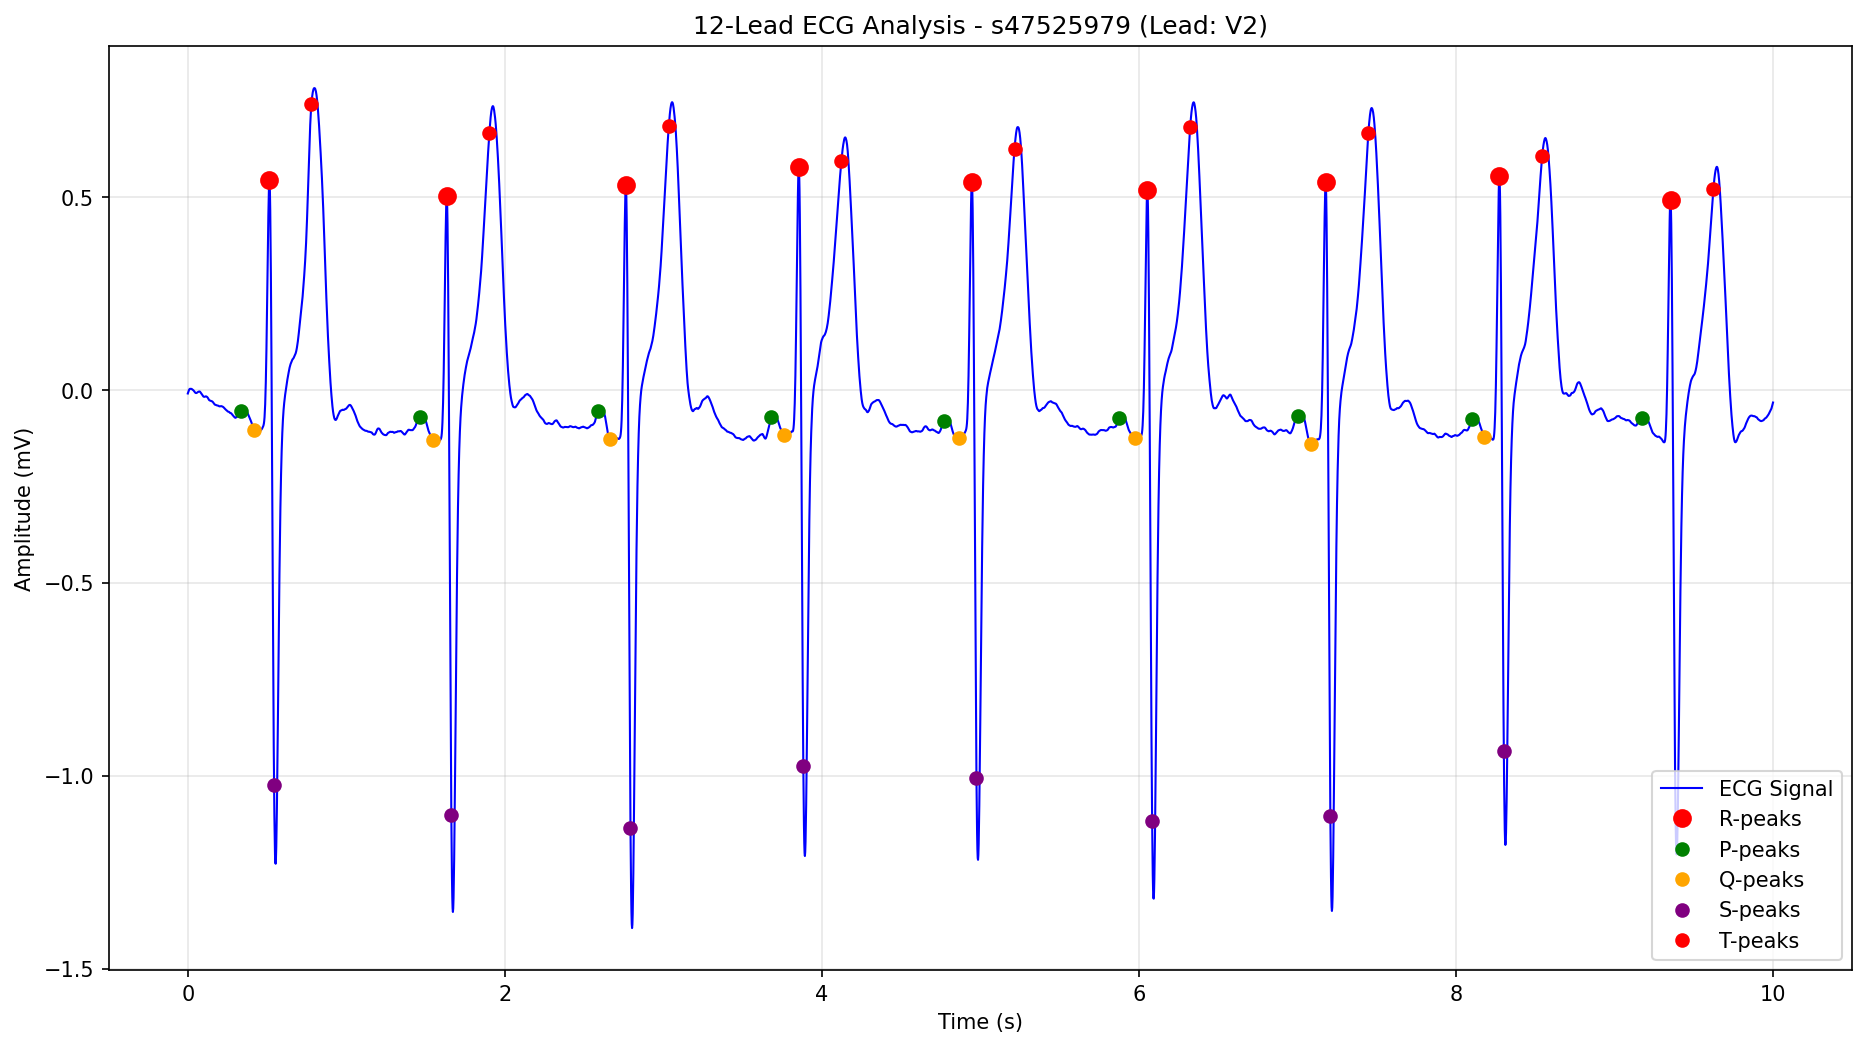 12-Lead ECG Analysis - s47525979 (Lead: V2)
Amplitude (mV)
0.5
0.0
−0.5
−1.0
−1.5
0
2
4
6
8
10
Time (s)
ECG Signal
R-peaks
P-peaks
Q-peaks
S-peaks
T-peaks